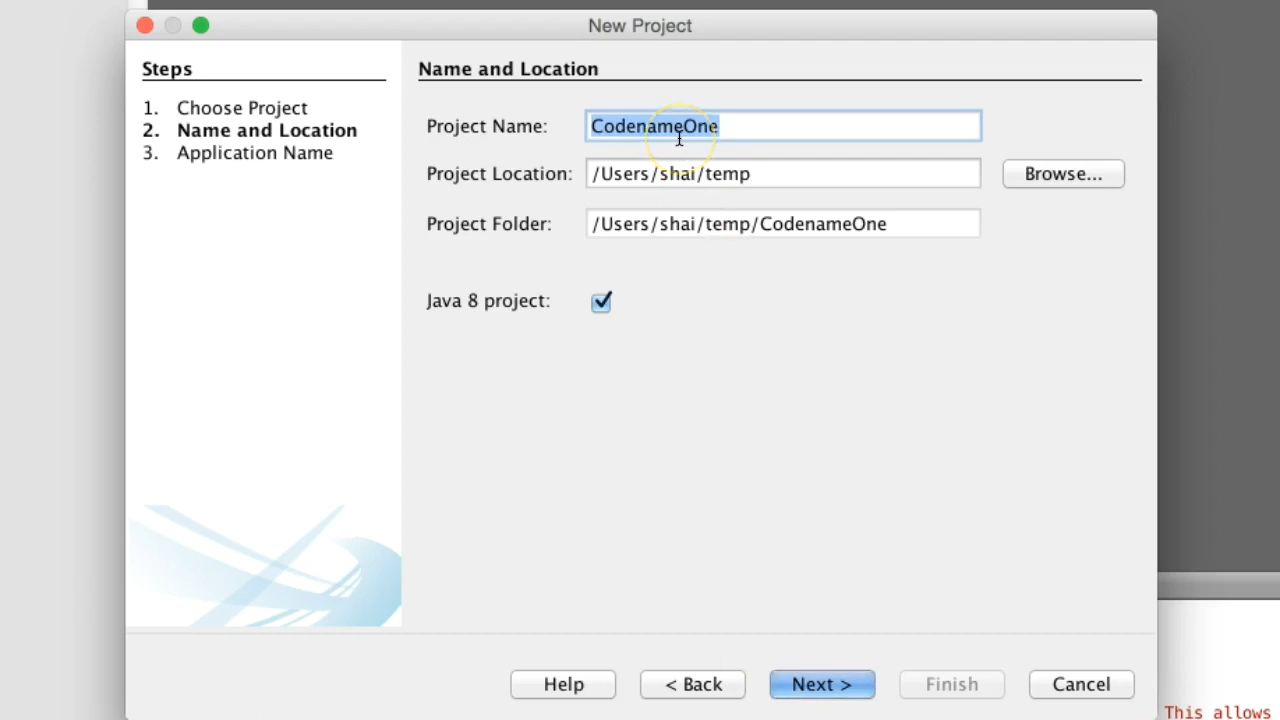 New Project
Steps
1. Choose Project
2. Name and Location
3. Application Name
Name and Location
Project Name: CodenameOne
Project Location: /Users/shai/temp Browse...
Project Folder: /Users/shai/temp/CodenameOne
Java 8 project:
Help < Back Next > Finish Cancel
This allows